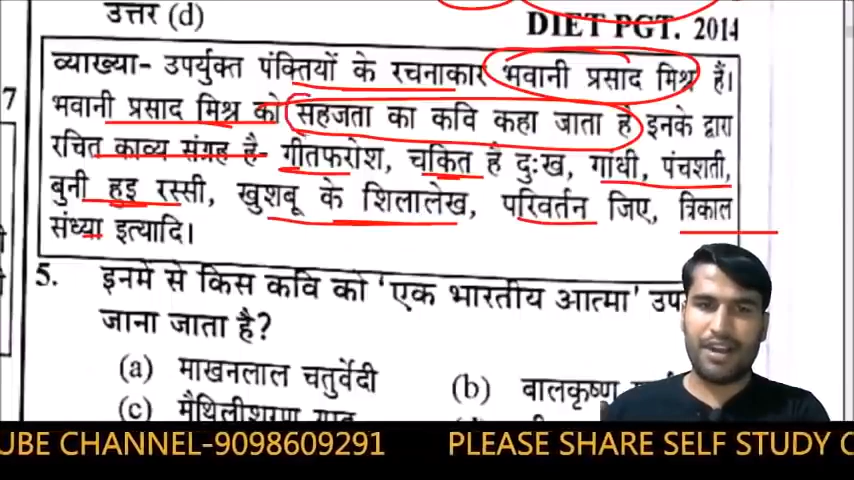 उत्तर (d)
DIET PGT. 2014
व्याख्या- उपर्युक्त पंक्तियों के रचनाकार भवानी प्रसाद मिश्र हैं।
7
भवानी प्रसाद मिश्र को सहजता का कवि कहा जाता है इनके द्वारा
रचित काव्य संग्रह है- गीतफरोश, चकित है दुःख, गांधी, पंचशती,
बुनी हुइ रस्सी, खुशबू के शिलालेख, परिवर्तन जिए, त्रिकाल
संध्या इत्यादि।
5. इनमें से किस कवि को 'एक भारतीय आत्मा'
जाना जाता है?
(a) माखनलाल चतुर्वेदी
(b) बालकृष्ण
(c) मैथिलीशरण गुप्त
UBE CHANNEL-9098609291 PLEASE SHARE SELF STUDY